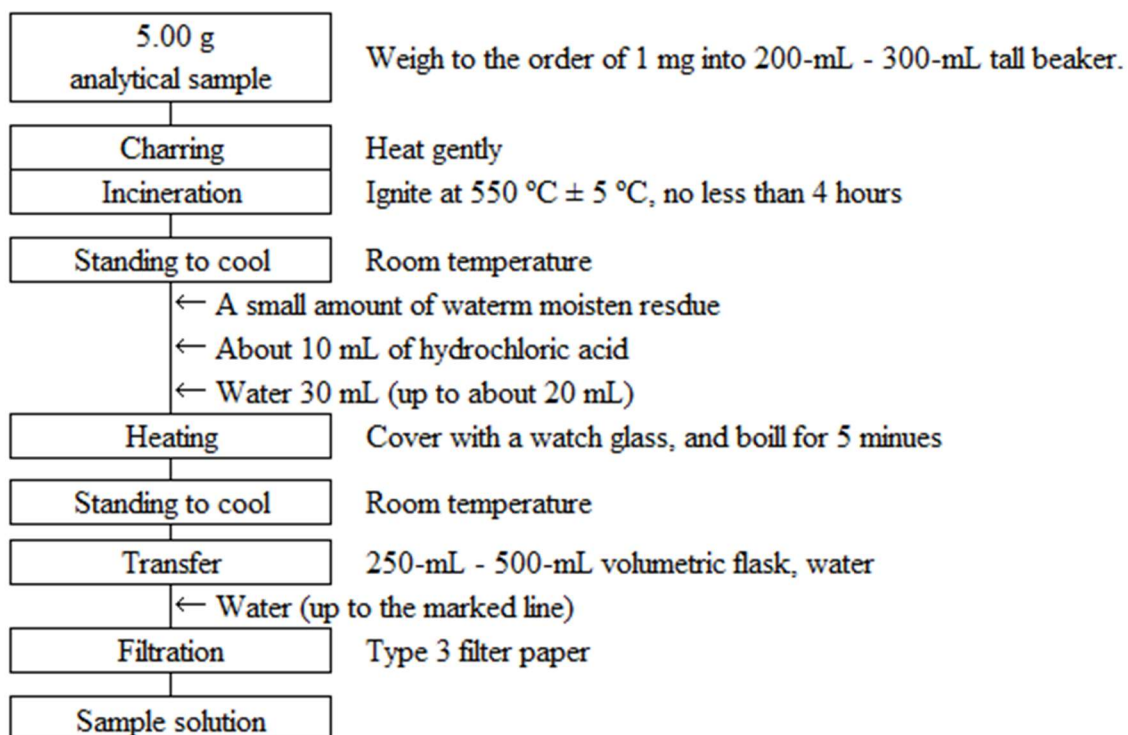 5.00 g
analytical sample
Weigh to the order of 1 mg into 200-mL - 300-mL tall beaker.
Charring
Heat gently
Incineration
Ignite at 550 ºC ± 5 ºC, no less than 4 hours
Standing to cool
Room temperature
← A small amount of waterm moisten resdue
← About 10 mL of hydrochloric acid
← Water 30 mL (up to about 20 mL)
Heating
Cover with a watch glass, and boill for 5 minues
Standing to cool
Room temperature
Transfer
250-mL - 500-mL volumetric flask, water
← Water (up to the marked line)
Filtration
Type 3 filter paper
Sample solution